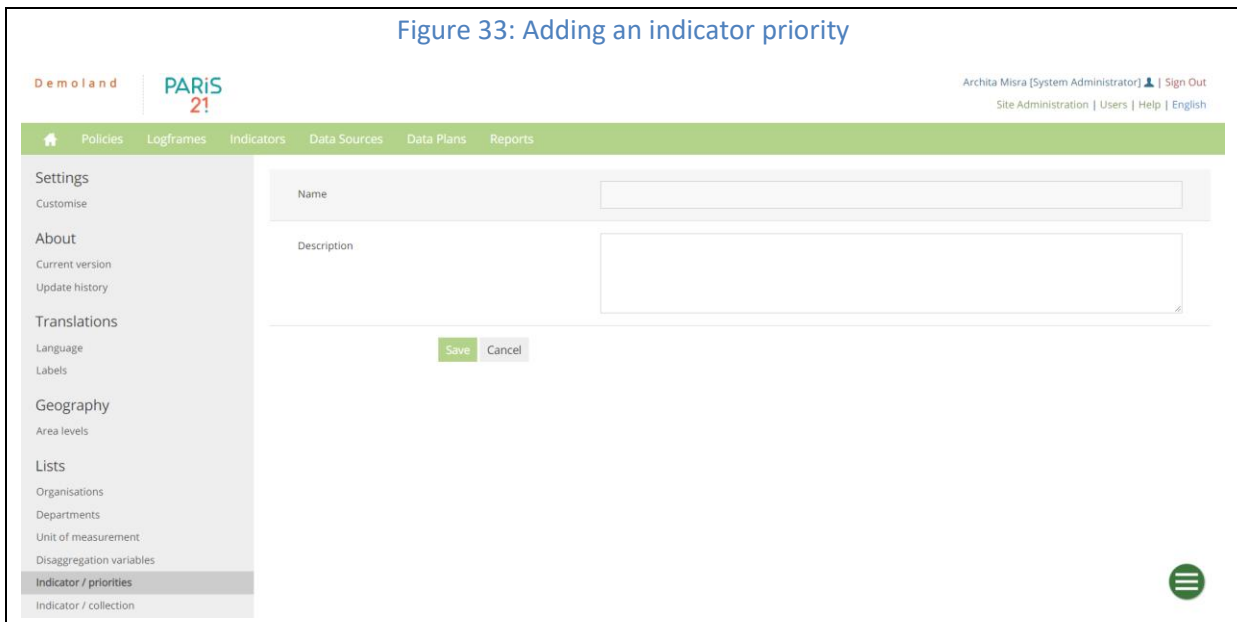 Figure 33: Adding an indicator priority
Demoland
PARiS
21
Archita Misra [System Administrator] | Sign Out
Site Administration | Users | Help | English
Policies Logframes Indicators Data Sources Data Plans Reports
Settings
Customise
About
Current version
Update history
Translations
Language
Labels
Geography
Area levels
Lists
Organisations
Departments
Unit of measurement
Disaggregation variables
Indicator / priorities
Indicator / collection
Name
Description
Save Cancel